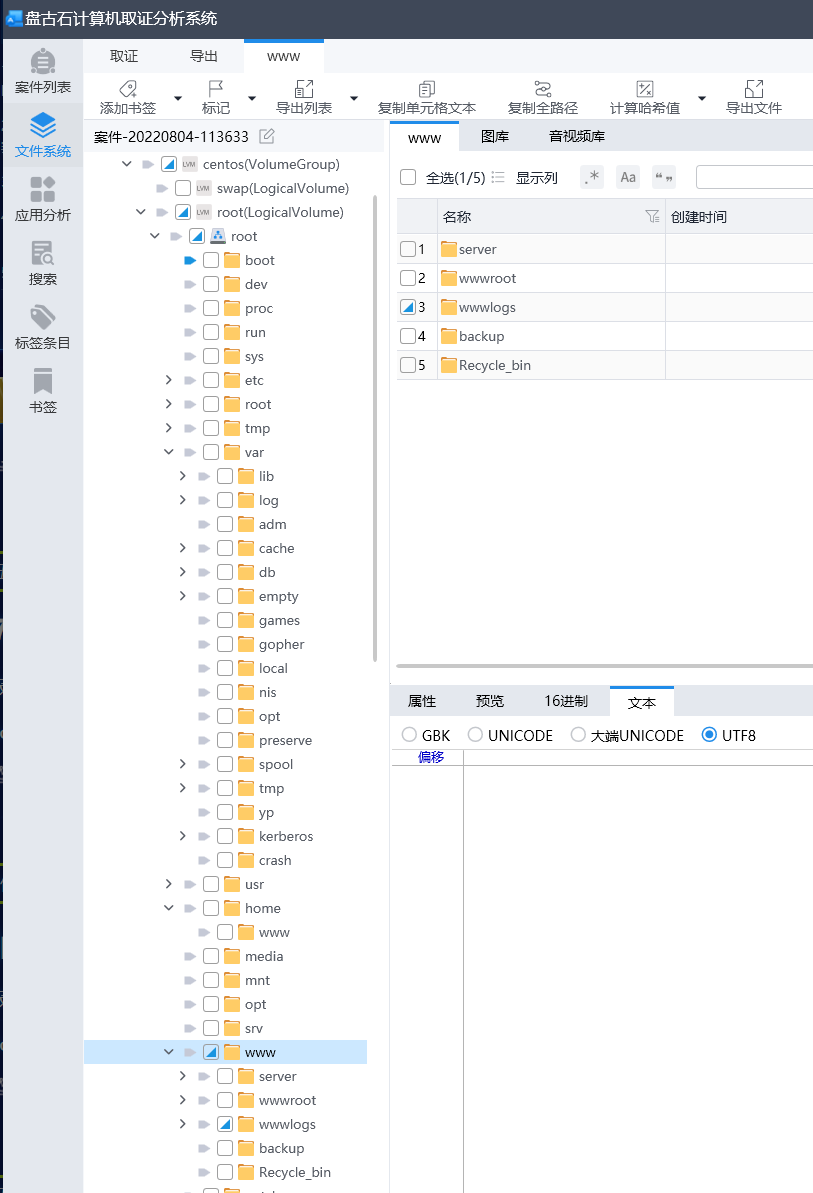 盘古石计算机取证分析系统
取证 导出 www
案件列表
文件系统
应用分析
搜索
标签条目
书签
添加书签 标记 导出列表 复制单元格文本 复制全路径 计算哈希值 导出文件
案件-20220804-113633
LVM centos(VolumeGroup)
LVM swap(LogicalVolume)
LVM root(LogicalVolume)
root
boot
dev
proc
run
sys
etc
root
tmp
var
lib
log
adm
cache
db
empty
games
gopher
local
nis
opt
preserve
spool
tmp
yp
kerberos
crash
usr
home
www
media
mnt
opt
srv
www
server
wwwroot
wwwlogs
backup
Recycle_bin
www 图库 音视频库
全选(1/5) 显示列 .* Aa ❝ ❞
名称 创建时间
1 server
2 wwwroot
3 wwwlogs
4 backup
5 Recycle_bin
属性 预览 16进制 文本
GBK UNICODE 大端UNICODE UTF8
偏移